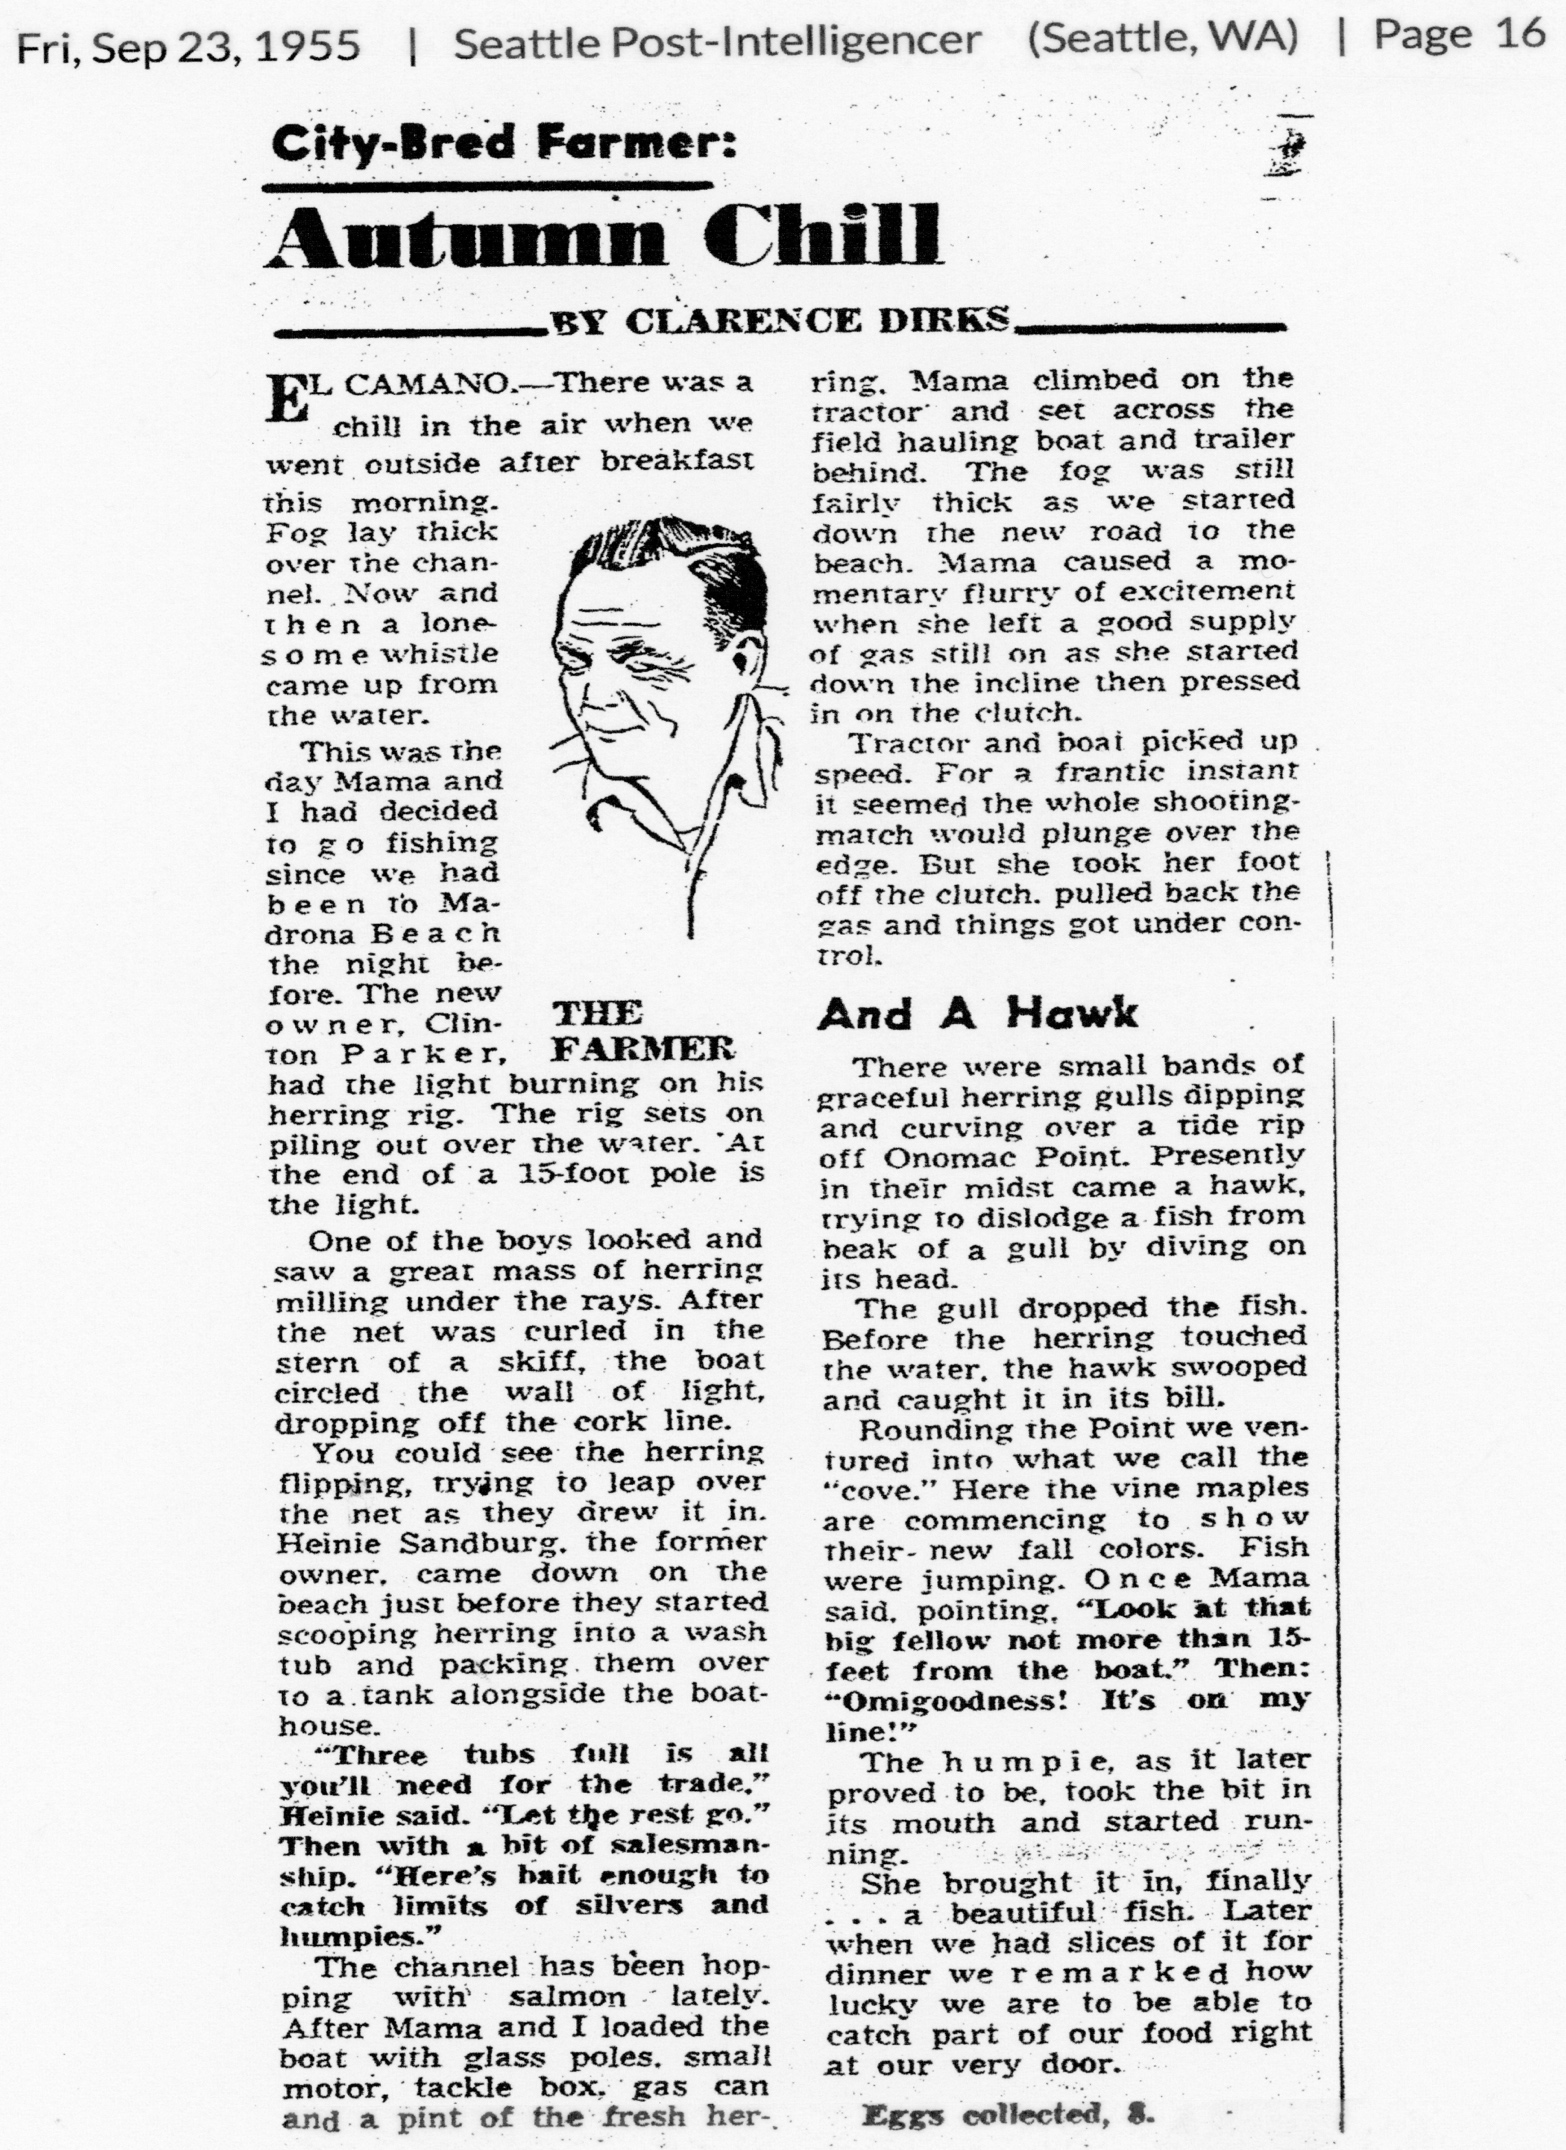 Fri, Sep 23, 1955 | Seattle Post-Intelligencer (Seattle, WA) | Page 16
City-Bred Farmer:
Autumn Chill
BY CLARENCE DIRKS
EL CAMANO.—There was a
chill in the air when we
went outside after breakfast
this morning.
Fog lay thick
over the chan-
nel. Now and
then a lone-
some whistle
came up from
the water.
This was the
day Mama and
I had decided
to go fishing
since we had
been to Ma-
drona Beach
the night be-
fore. The new
owner, Clin-
ton Parker,
THE
FARMER
had the light burning on his
herring rig. The rig sets on
piling out over the water. At
the end of a 15-foot pole is
the light.
One of the boys looked and
saw a great mass of herring
milling under the rays. After
the net was curled in the
stern of a skiff, the boat
circled the wall of light,
dropping off the cork line.
You could see the herring
flipping, trying to leap over
the net as they drew it in.
Heinie Sandburg, the former
owner, came down on the
beach just before they started
scooping herring into a wash
tub and packing them over
to a tank alongside the boat-
house.
"Three tubs full is all
you'll need for the trade,"
Heinie said. "Let the rest go."
Then with a bit of salesman-
ship. "Here's bait enough to
catch limits of silvers and
humpies."
The channel has been hop-
ping with salmon lately.
After Mama and I loaded the
boat with glass poles, small
motor, tackle box, gas can
and a pint of the fresh her-
ring, Mama climbed on the
tractor and set across the
field hauling boat and trailer
behind. The fog was still
fairly thick as we started
down the new road to the
beach. Mama caused a mo-
mentary flurry of excitement
when she left a good supply
of gas still on as she started
down the incline then pressed
in on the clutch.
Tractor and boat picked up
speed. For a frantic instant
it seemed the whole shooting-
match would plunge over the
edge. But she took her foot
off the clutch, pulled back the
gas and things got under con-
trol.
And A Hawk
There were small bands of
graceful herring gulls dipping
and curving over a tide rip
off Onomac Point. Presently
in their midst came a hawk,
trying to dislodge a fish from
beak of a gull by diving on
its head.
The gull dropped the fish.
Before the herring touched
the water, the hawk swooped
and caught it in its bill.
Rounding the Point we ven-
tured into what we call the
"cove." Here the vine maples
are commencing to show
their new fall colors. Fish
were jumping. Once Mama
said, pointing, "Look at that
big fellow not more than 15-
feet from the boat." Then:
"Omigoodness! It's on my
line!"
The humpie, as it later
proved to be, took the bit in
its mouth and started run-
ning.
She brought it in, finally
. . . a beautiful fish. Later
when we had slices of it for
dinner we remarked how
lucky we are to be able to
catch part of our food right
at our very door.
Eggs collected, 8.